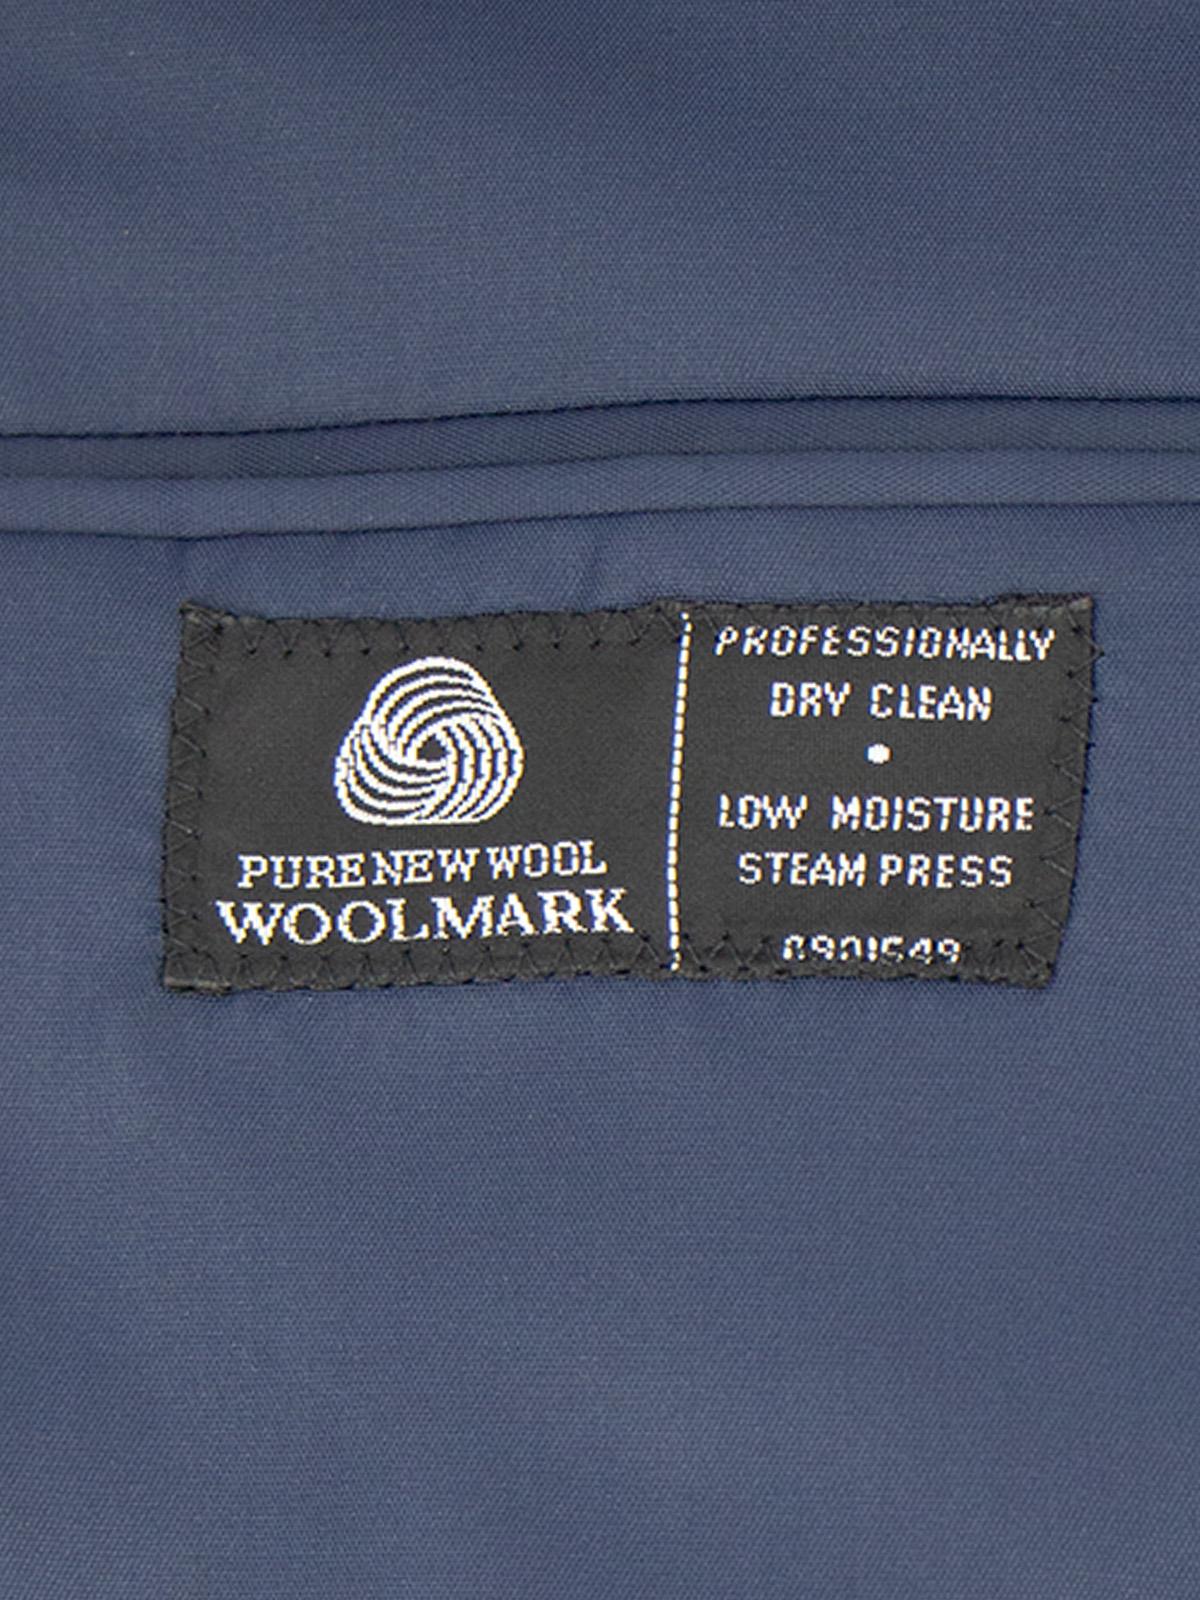 PURE NEW WOOL
WOOLMARK
PROFESSIONALLY
DRY CLEAN
•
LOW MOISTURE
STEAM PRESS